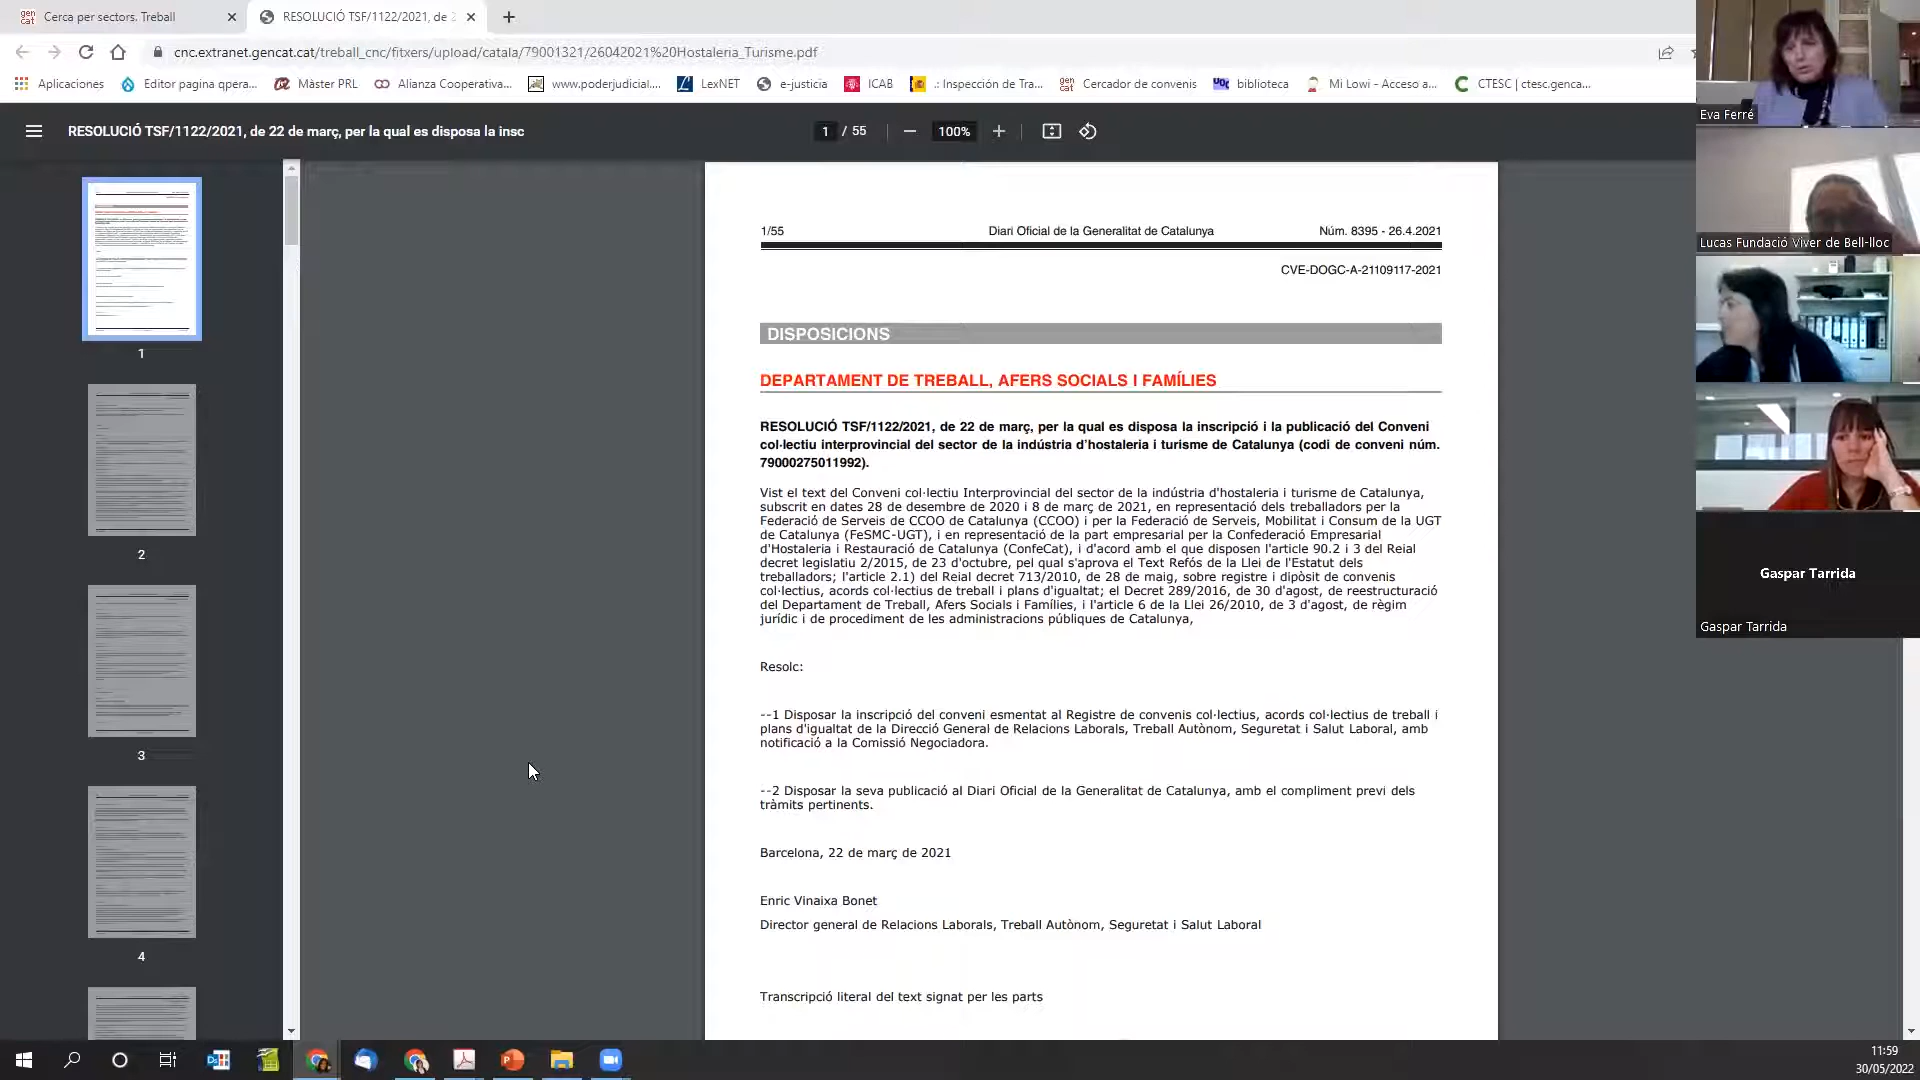 Cerca per sectors. Treball
RESOLUCIÓ TSF/1122/2021, de 2
cnc.extranet.gencat.cat/treball_cnc/fitxers/upload/catala/79001321/26042021%20Hostaleria_Turisme.pdf
Aplicaciones
Editor pagina qpera...
Màster PRL
Alianza Cooperativa...
www.poderjudicial....
LexNET
e-justicia
ICAB
.: Inspección de Tra...
gen cat
Cercador de convenis
UOC
biblioteca
Mi Lowi - Acceso a...
CTESC | ctesc.genca...
RESOLUCIÓ TSF/1122/2021, de 22 de març, per la qual es disposa la insc
1 / 55
100%
1
2
3
4
1/55
Diari Oficial de la Generalitat de Catalunya
Núm. 8395 - 26.4.2021
CVE-DOGC-A-21109117-2021
DISPOSICIONS
DEPARTAMENT DE TREBALL, AFERS SOCIALS I FAMÍLIES
RESOLUCIÓ TSF/1122/2021, de 22 de març, per la qual es disposa la inscripció i la publicació del Conveni
col·lectiu interprovincial del sector de la indústria d'hostaleria i turisme de Catalunya (codi de conveni núm.
79000275011992).
Vist el text del Conveni col·lectiu Interprovincial del sector de la indústria d'hostaleria i turisme de Catalunya,
subscrit en dates 28 de desembre de 2020 i 8 de març de 2021, en representació dels treballadors per la
Federació de Serveis de CCOO de Catalunya (CCOO) i per la Federació de Serveis, Mobilitat i Consum de la UGT
de Catalunya (FeSMC-UGT), i en representació de la part empresarial per la Confederació Empresarial
d'Hostaleria i Restauració de Catalunya (ConfeCat), i d'acord amb el que disposen l'article 90.2 i 3 del Reial
decret legislatiu 2/2015, de 23 d'octubre, pel qual s'aprova el Text Refós de la Llei de l'Estatut dels
treballadors; l'article 2.1) del Reial decret 713/2010, de 28 de maig, sobre registre i dipòsit de convenis
col·lectius, acords col·lectius de treball i plans d'igualtat; el Decret 289/2016, de 30 d'agost, de reestructuració
del Departament de Treball, Afers Socials i Famílies, i l'article 6 de la Llei 26/2010, de 3 d'agost, de règim
jurídic i de procediment de les administracions públiques de Catalunya,
Resolc:
--1 Disposar la inscripció del conveni esmentat al Registre de convenis col·lectius, acords col·lectius de treball i
plans d'igualtat de la Direcció General de Relacions Laborals, Treball Autònom, Seguretat i Salut Laboral, amb
notificació a la Comissió Negociadora.
--2 Disposar la seva publicació al Diari Oficial de la Generalitat de Catalunya, amb el compliment previ dels
tràmits pertinents.
Barcelona, 22 de març de 2021
Enric Vinaixa Bonet
Director general de Relacions Laborals, Treball Autònom, Seguretat i Salut Laboral
Transcripció literal del text signat per les parts
Eva Ferré
Lucas Fundació Viver de Bell-lloc
Gaspar Tarrida
Gaspar Tarrida
11:59
30/05/2022